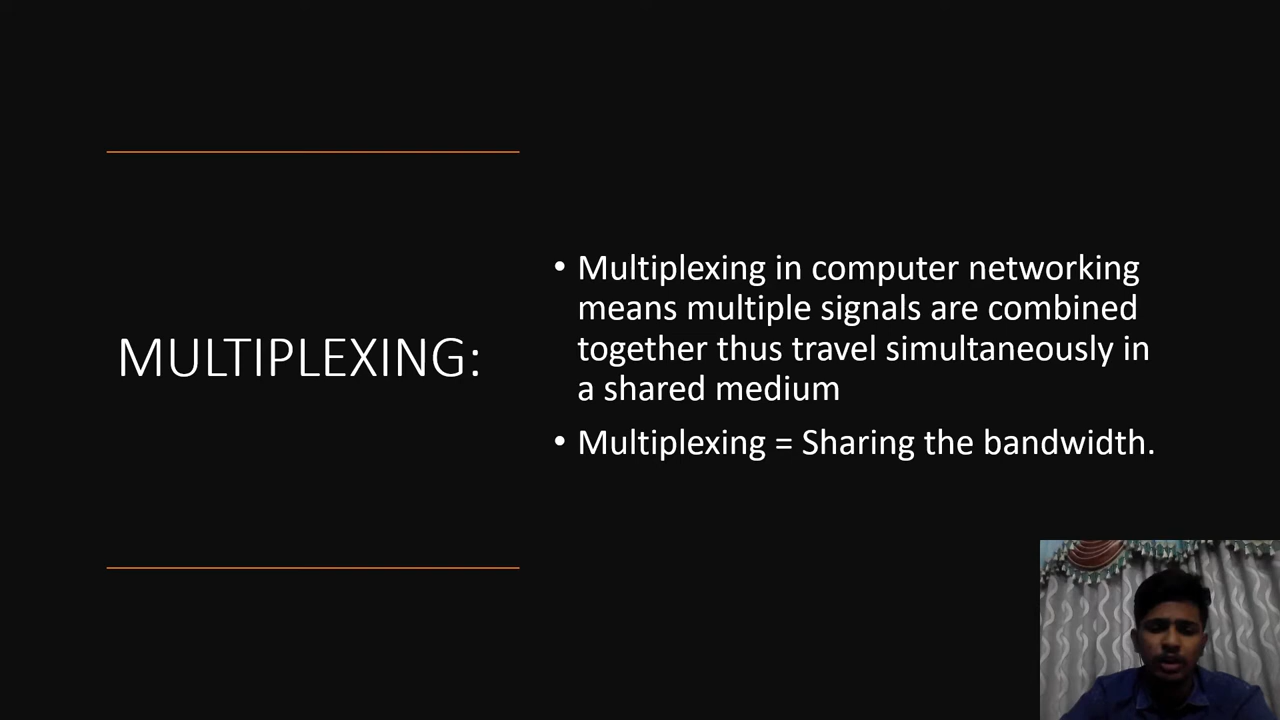 MULTIPLEXING:
• Multiplexing in computer networking
means multiple signals are combined
together thus travel simultaneously in
a shared medium
• Multiplexing = Sharing the bandwidth.